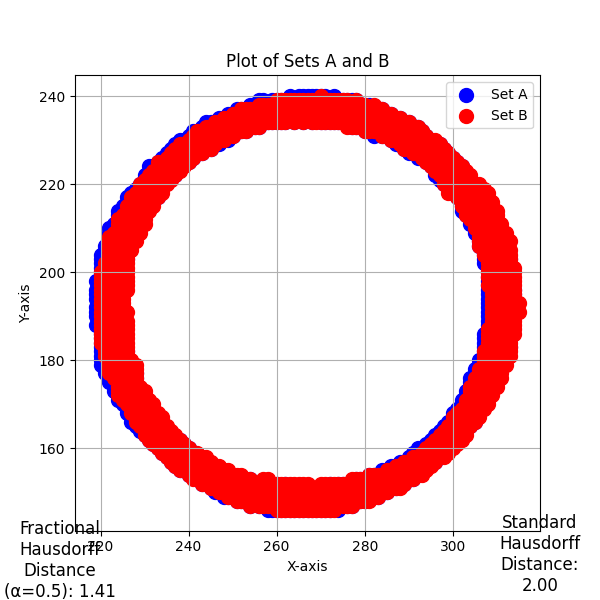 Plot of Sets A and B
Set A
Set B
240
220
200
180
160
Y-axis
220
240
260
280
300
X-axis
Fractional
Hausdorff
Distance
(α=0.5): 1.41
Standard
Hausdorff
Distance:
2.00